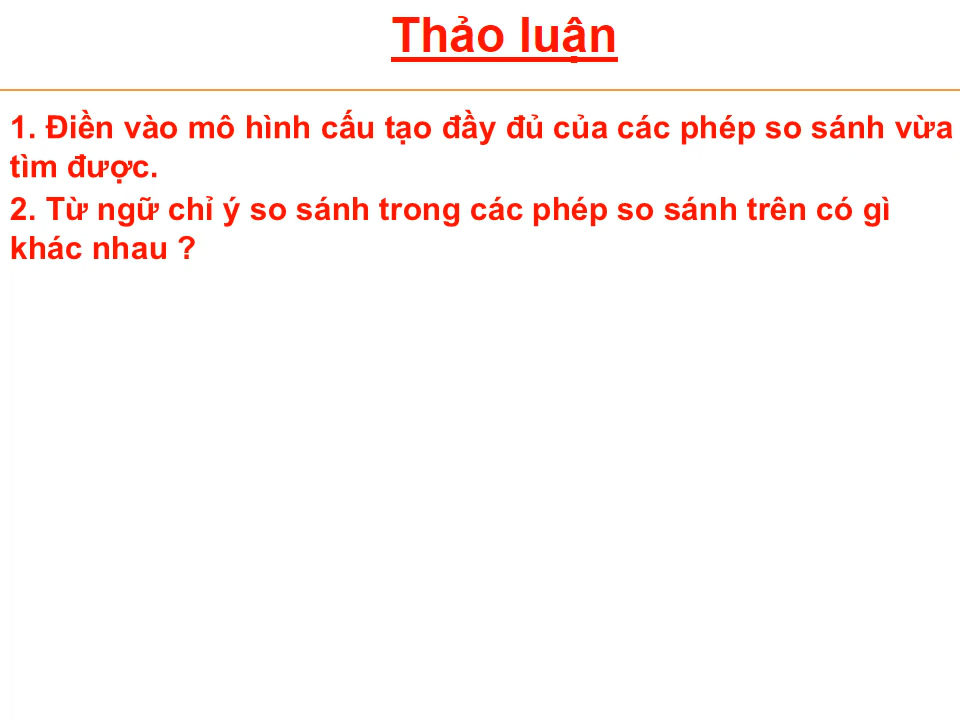 Thảo luận
1. Điền vào mô hình cấu tạo đầy đủ của các phép so sánh vừa
tìm được.
2. Từ ngữ chỉ ý so sánh trong các phép so sánh trên có gì
khác nhau ?